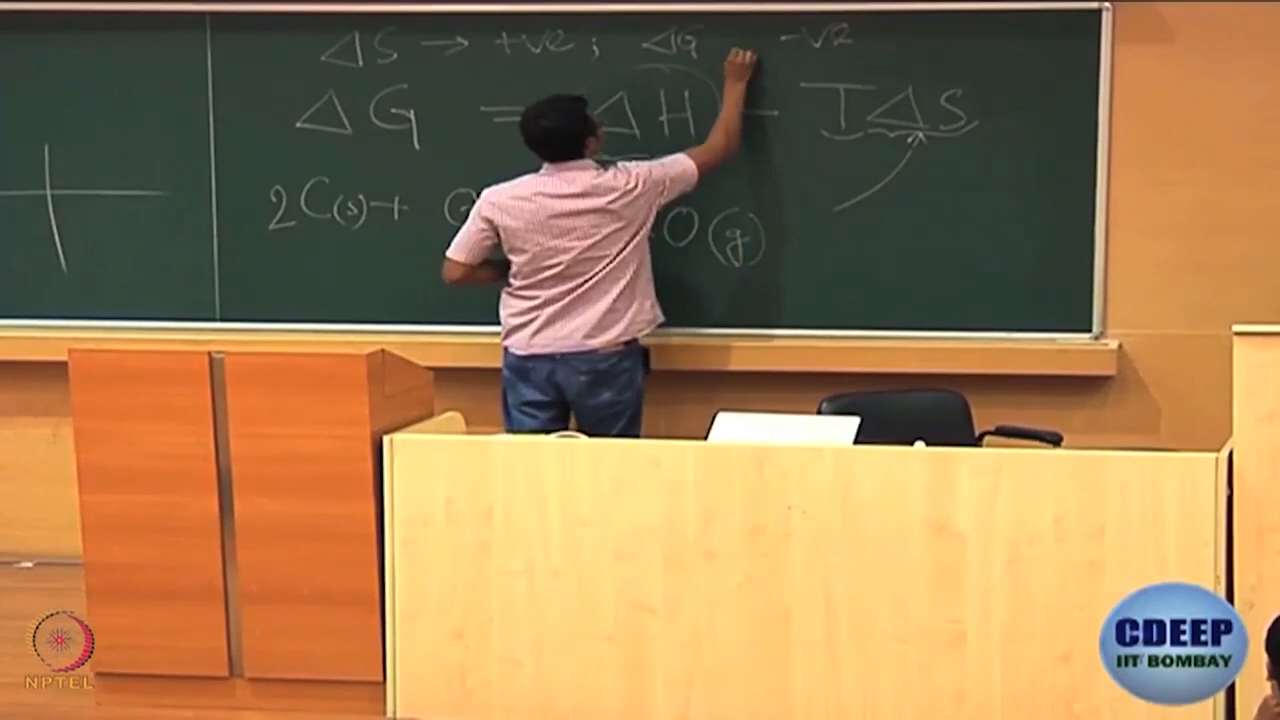 ΔS → +ve ; ΔG -ve
ΔG = ΔH - TΔS
2C(s)+ O(g)
NPTEL
CDEEP
IIT BOMBAY